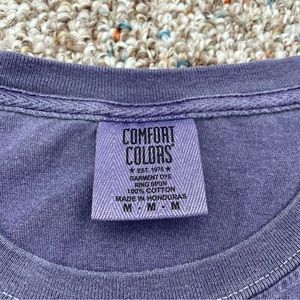 COMFORT
COLORS®
★ EST. 1975 ★
GARMENT DYE
RING SPUN
100% COTTON
MADE IN HONDURAS
M - M - M